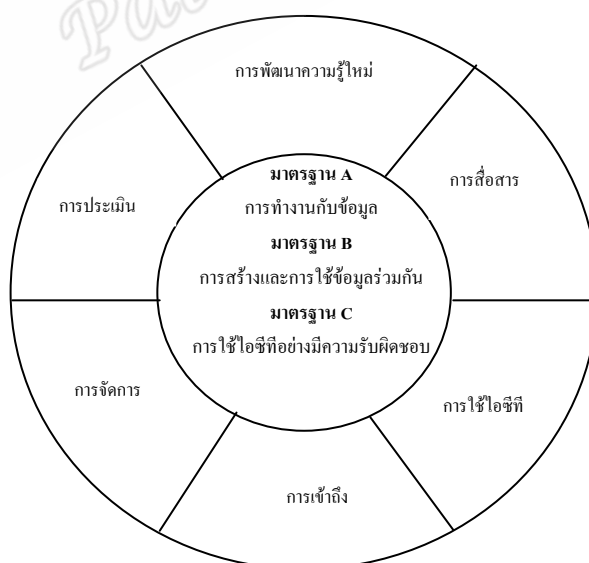 การพัฒนาความรู้ใหม่
มาตรฐาน A
การทำงานกับข้อมูล
มาตรฐาน B
การสร้างและการใช้ข้อมูลร่วมกัน
มาตรฐาน C
การใช้ไอซีทีอย่างมีความรับผิดชอบ
การสื่อสาร
การใช้ไอซีที
การเข้าถึง
การจัดการ
การประเมิน